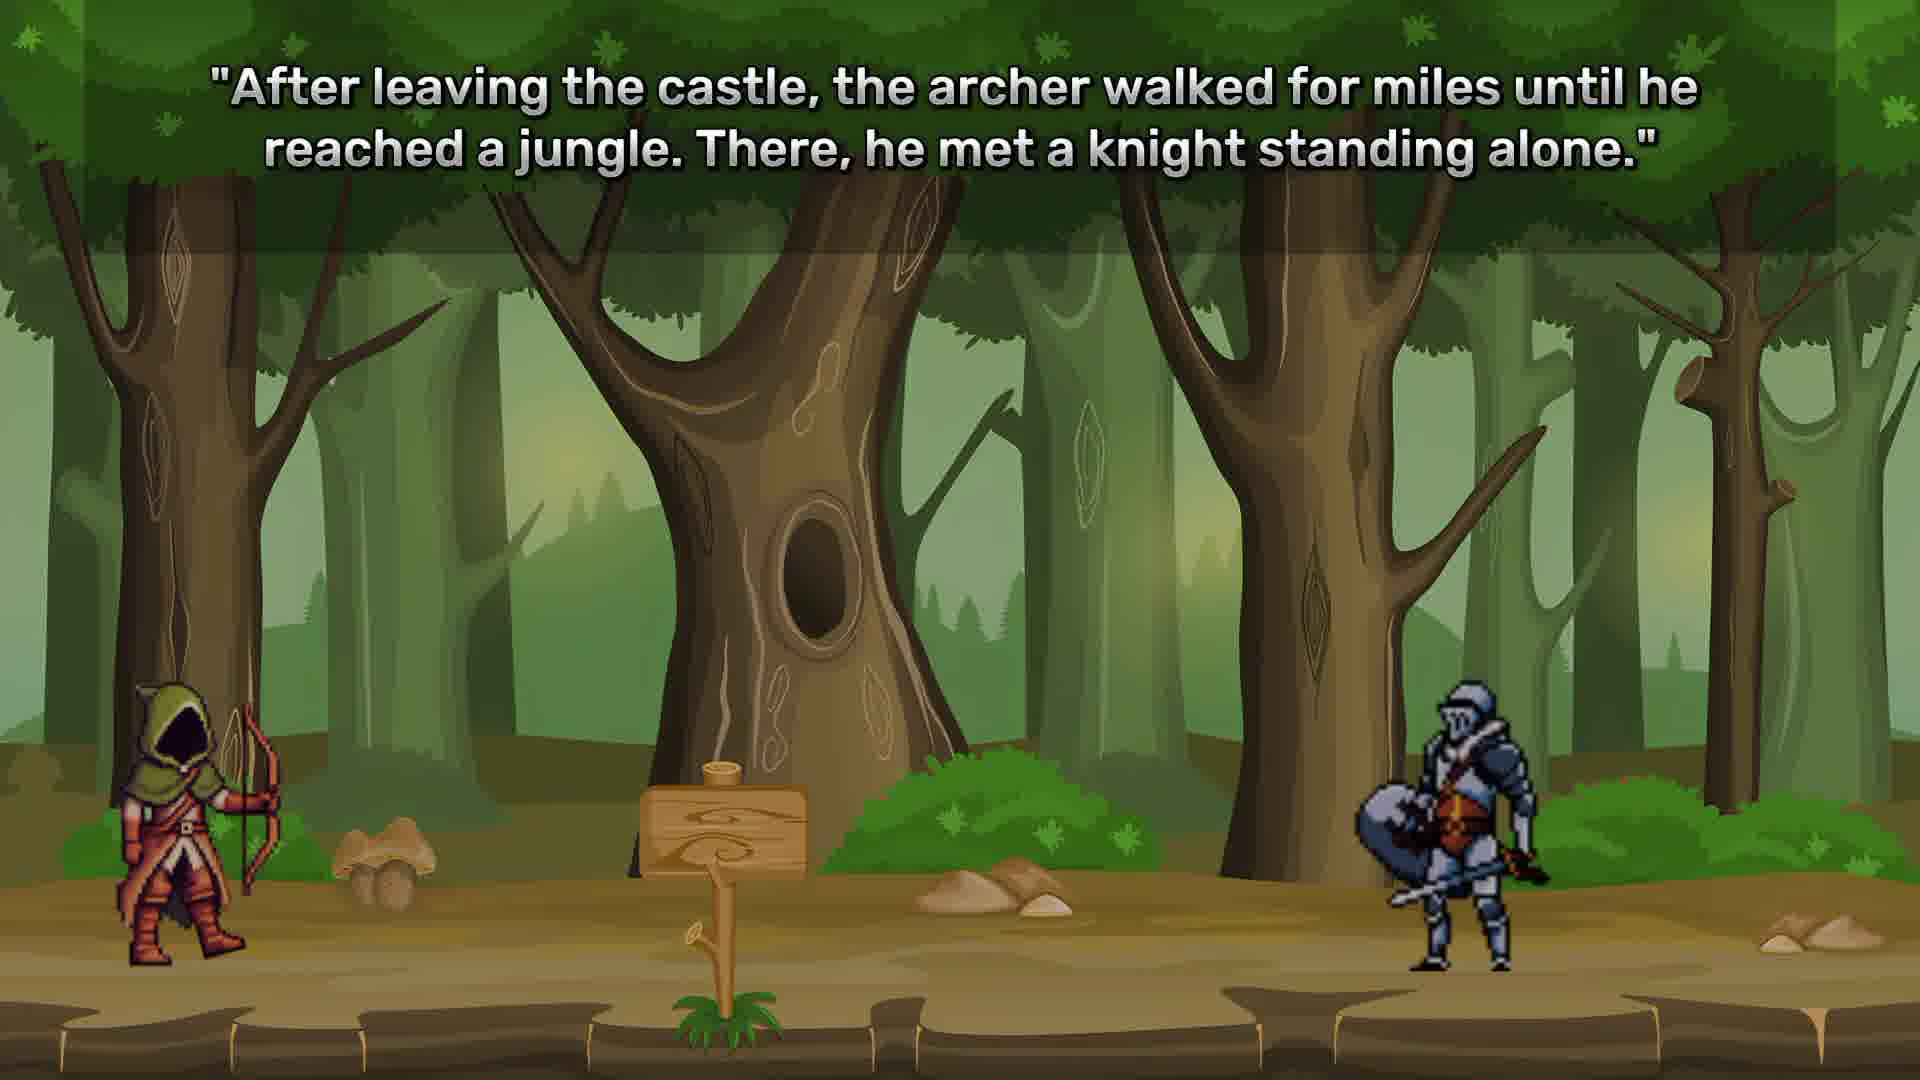 "After leaving the castle, the archer walked for miles until he
reached a jungle. There, he met a knight standing alone."